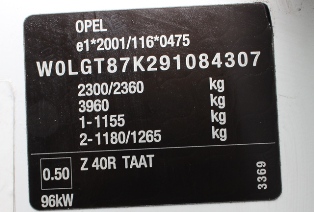 OPEL
e1*2001/116*0475
W0LGT87K291084307
2300/2360 kg
3960 kg
1-1155 kg
2-1180/1265 kg
Z 40R TAAT
0.50
96kW
3369